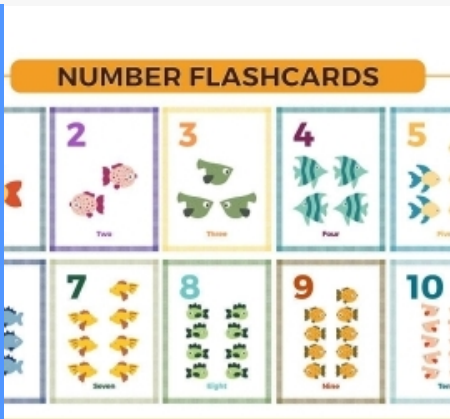 NUMBER FLASHCARDS
2
3
4
5
Two
Three
Four
7
8
9
10
Seven
Eight
Nine